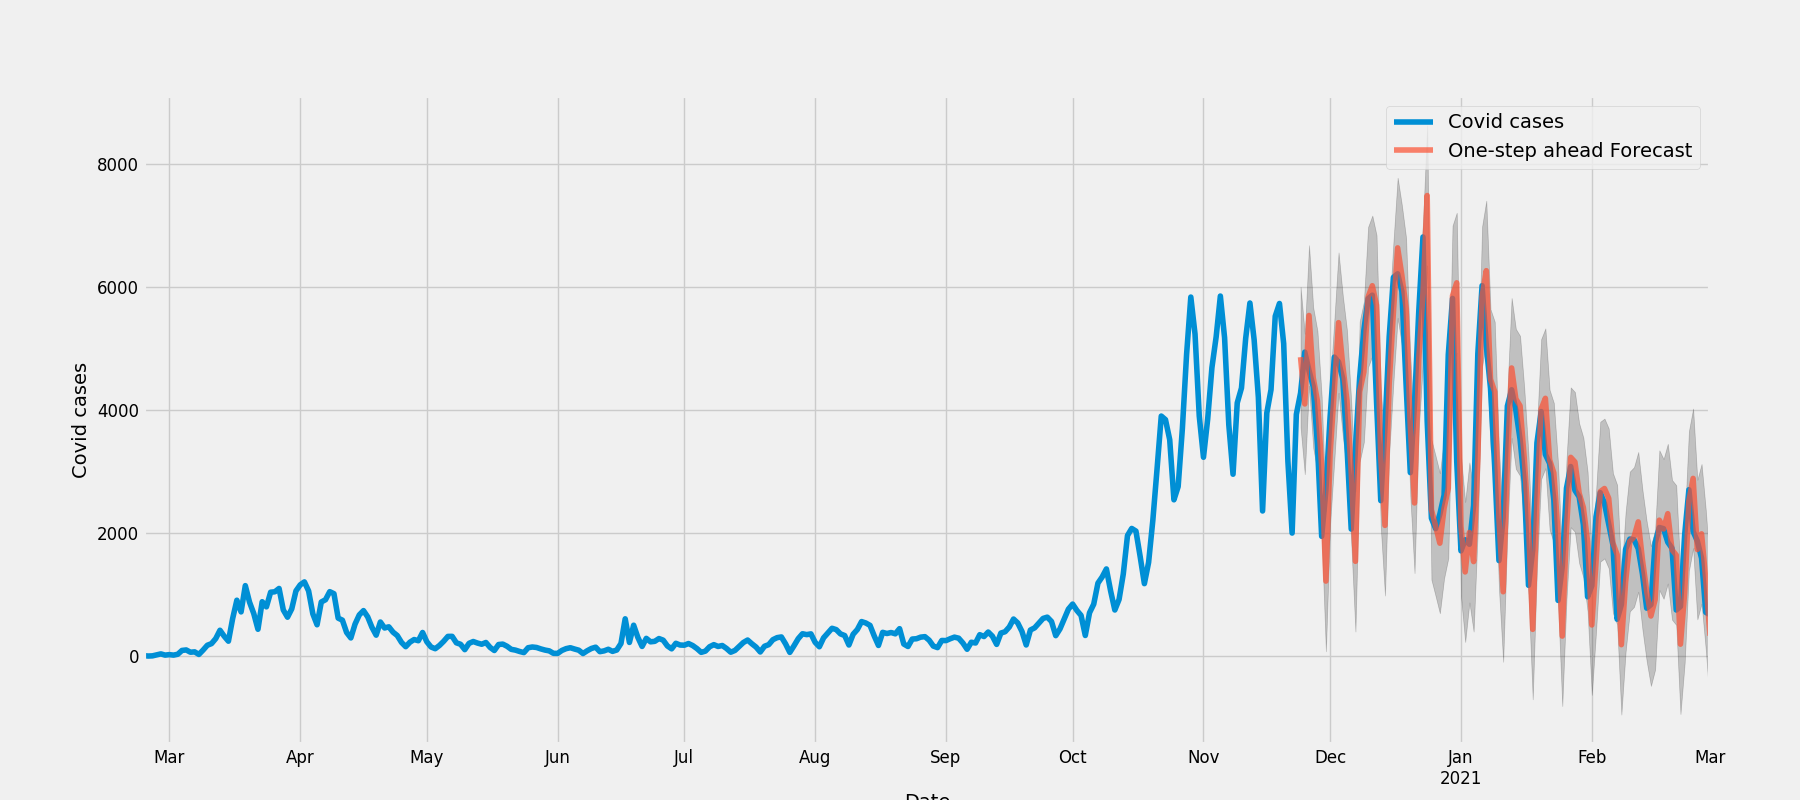 Covid cases
One-step ahead Forecast
8000
6000
4000
2000
0
Covid cases
Mar Apr May Jun Jul Aug Sep Oct Nov Dec Jan Feb Mar
2021
Date